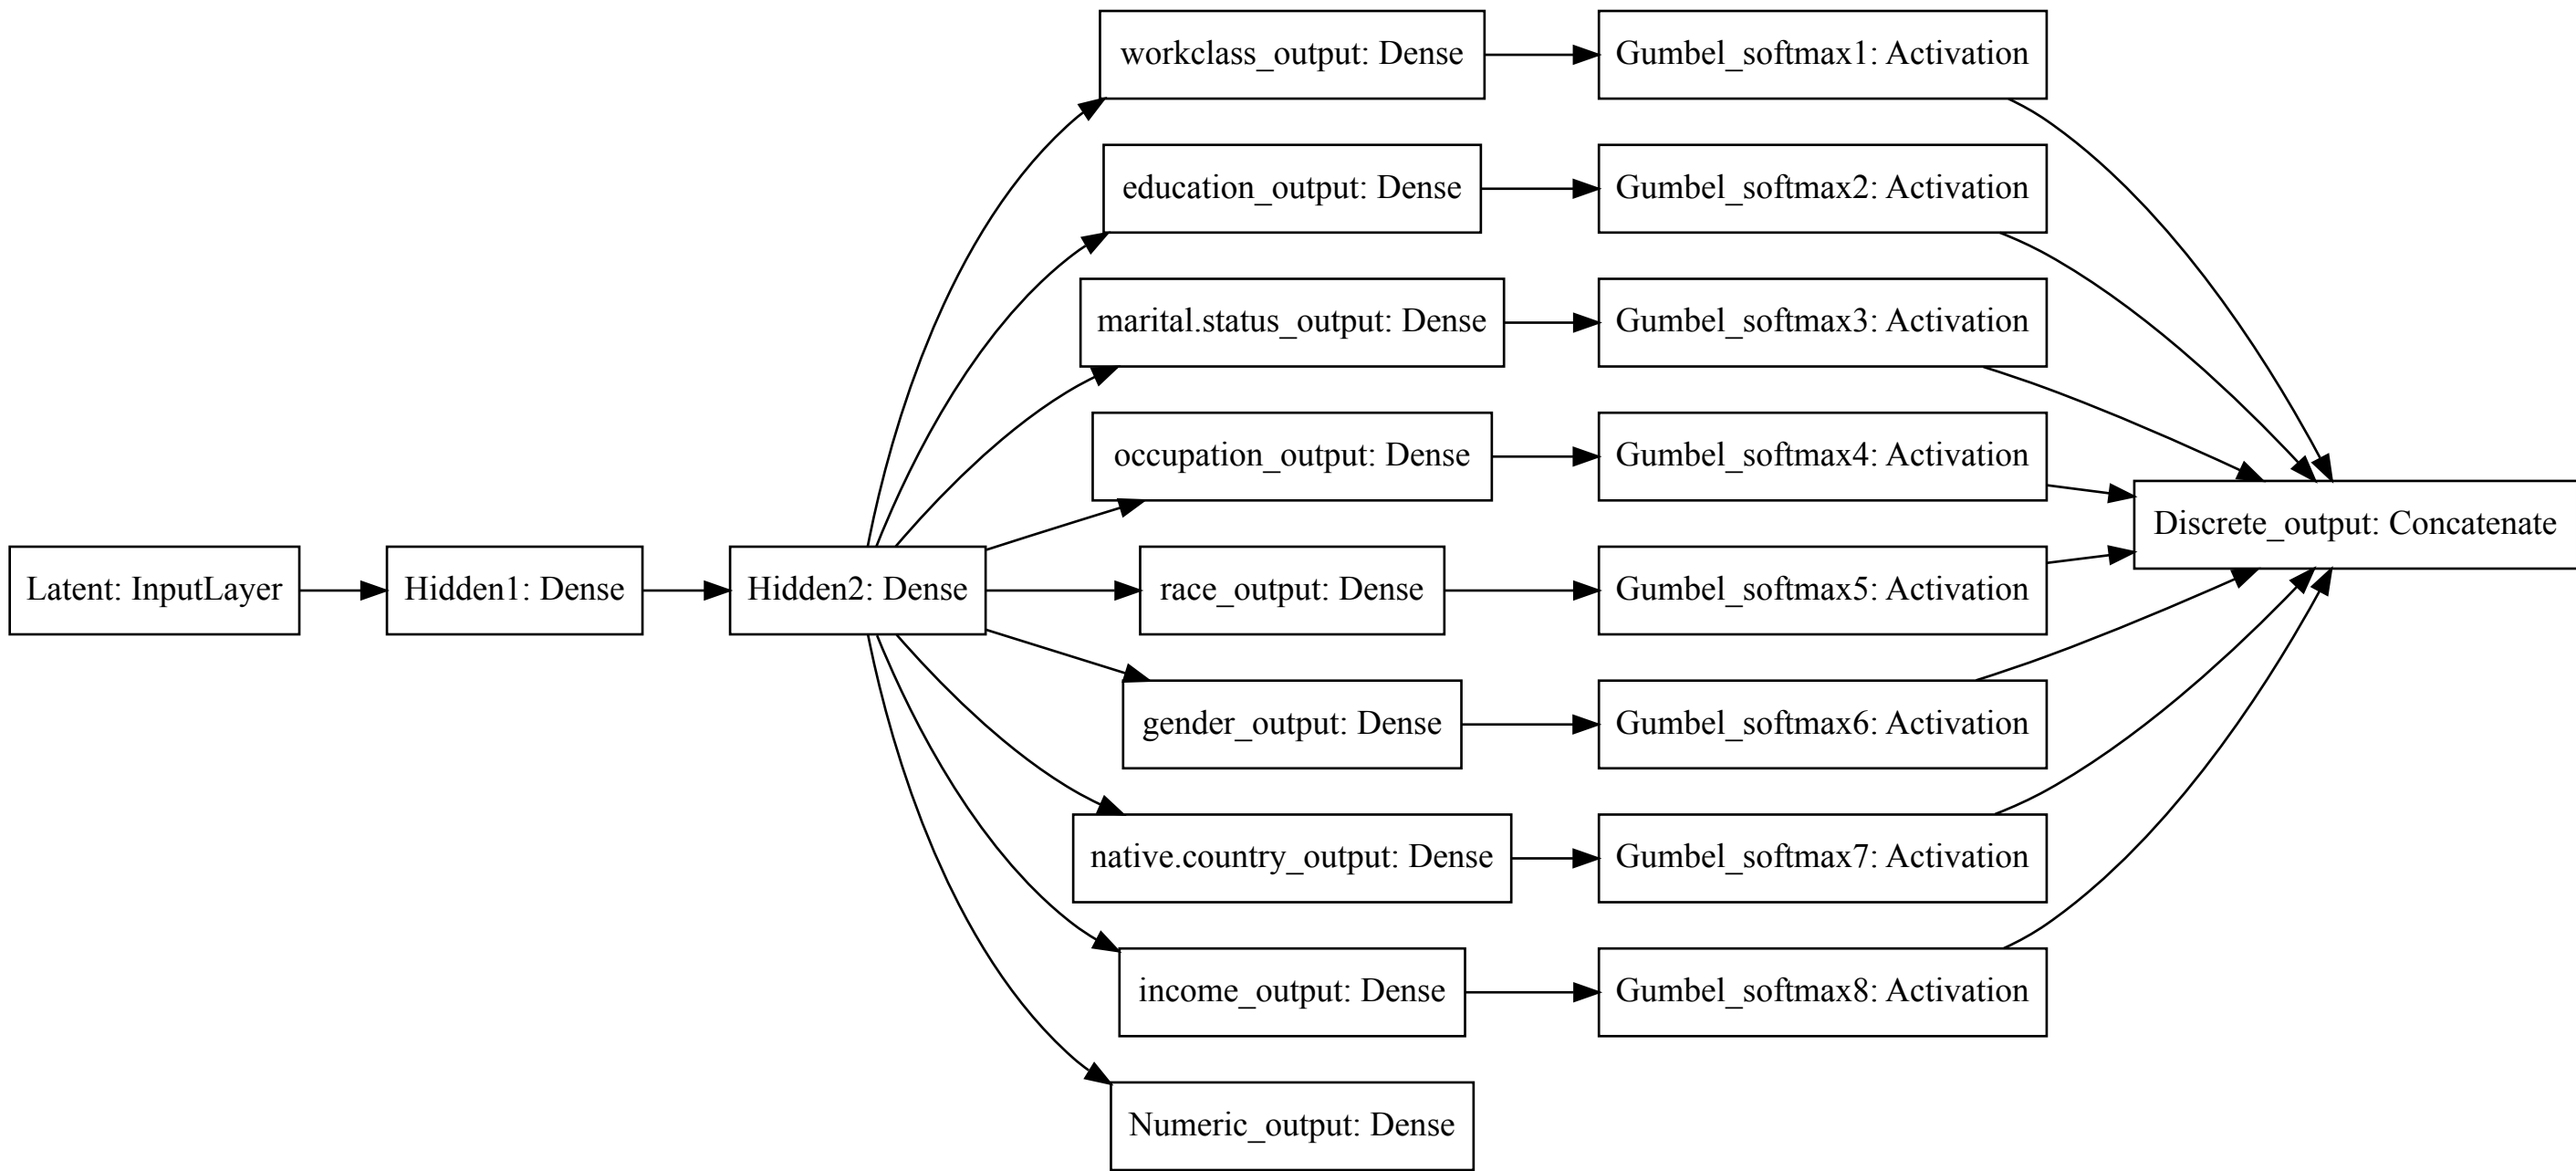 workclass_output: Dense
Gumbel_softmax1: Activation
education_output: Dense
Gumbel_softmax2: Activation
marital.status_output: Dense
Gumbel_softmax3: Activation
occupation_output: Dense
Gumbel_softmax4: Activation
Discrete_output: Concatenate
Latent: InputLayer
Hidden1: Dense
Hidden2: Dense
race_output: Dense
Gumbel_softmax5: Activation
gender_output: Dense
Gumbel_softmax6: Activation
native.country_output: Dense
Gumbel_softmax7: Activation
income_output: Dense
Gumbel_softmax8: Activation
Numeric_output: Dense